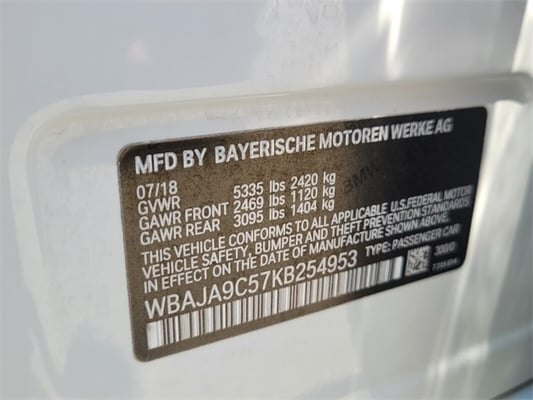 MFD BY BAYERISCHE MOTOREN WERKE AG
07/18
GVWR 5335 lbs 2420 kg
GAWR FRONT 2469 lbs 1120 kg
GAWR REAR 3095 lbs 1404 kg
THIS VEHICLE CONFORMS TO ALL APPLICABLE U.S.FEDERAL MOTOR
VEHICLE SAFETY, BUMPER AND THEFT PREVENTION STANDARDS IN
EFFECT ON THE DATE OF MANUFACTURE SHOWN ABOVE.
WBAJA9C57KB254953 TYPE: PASSENGER CAR
300/0